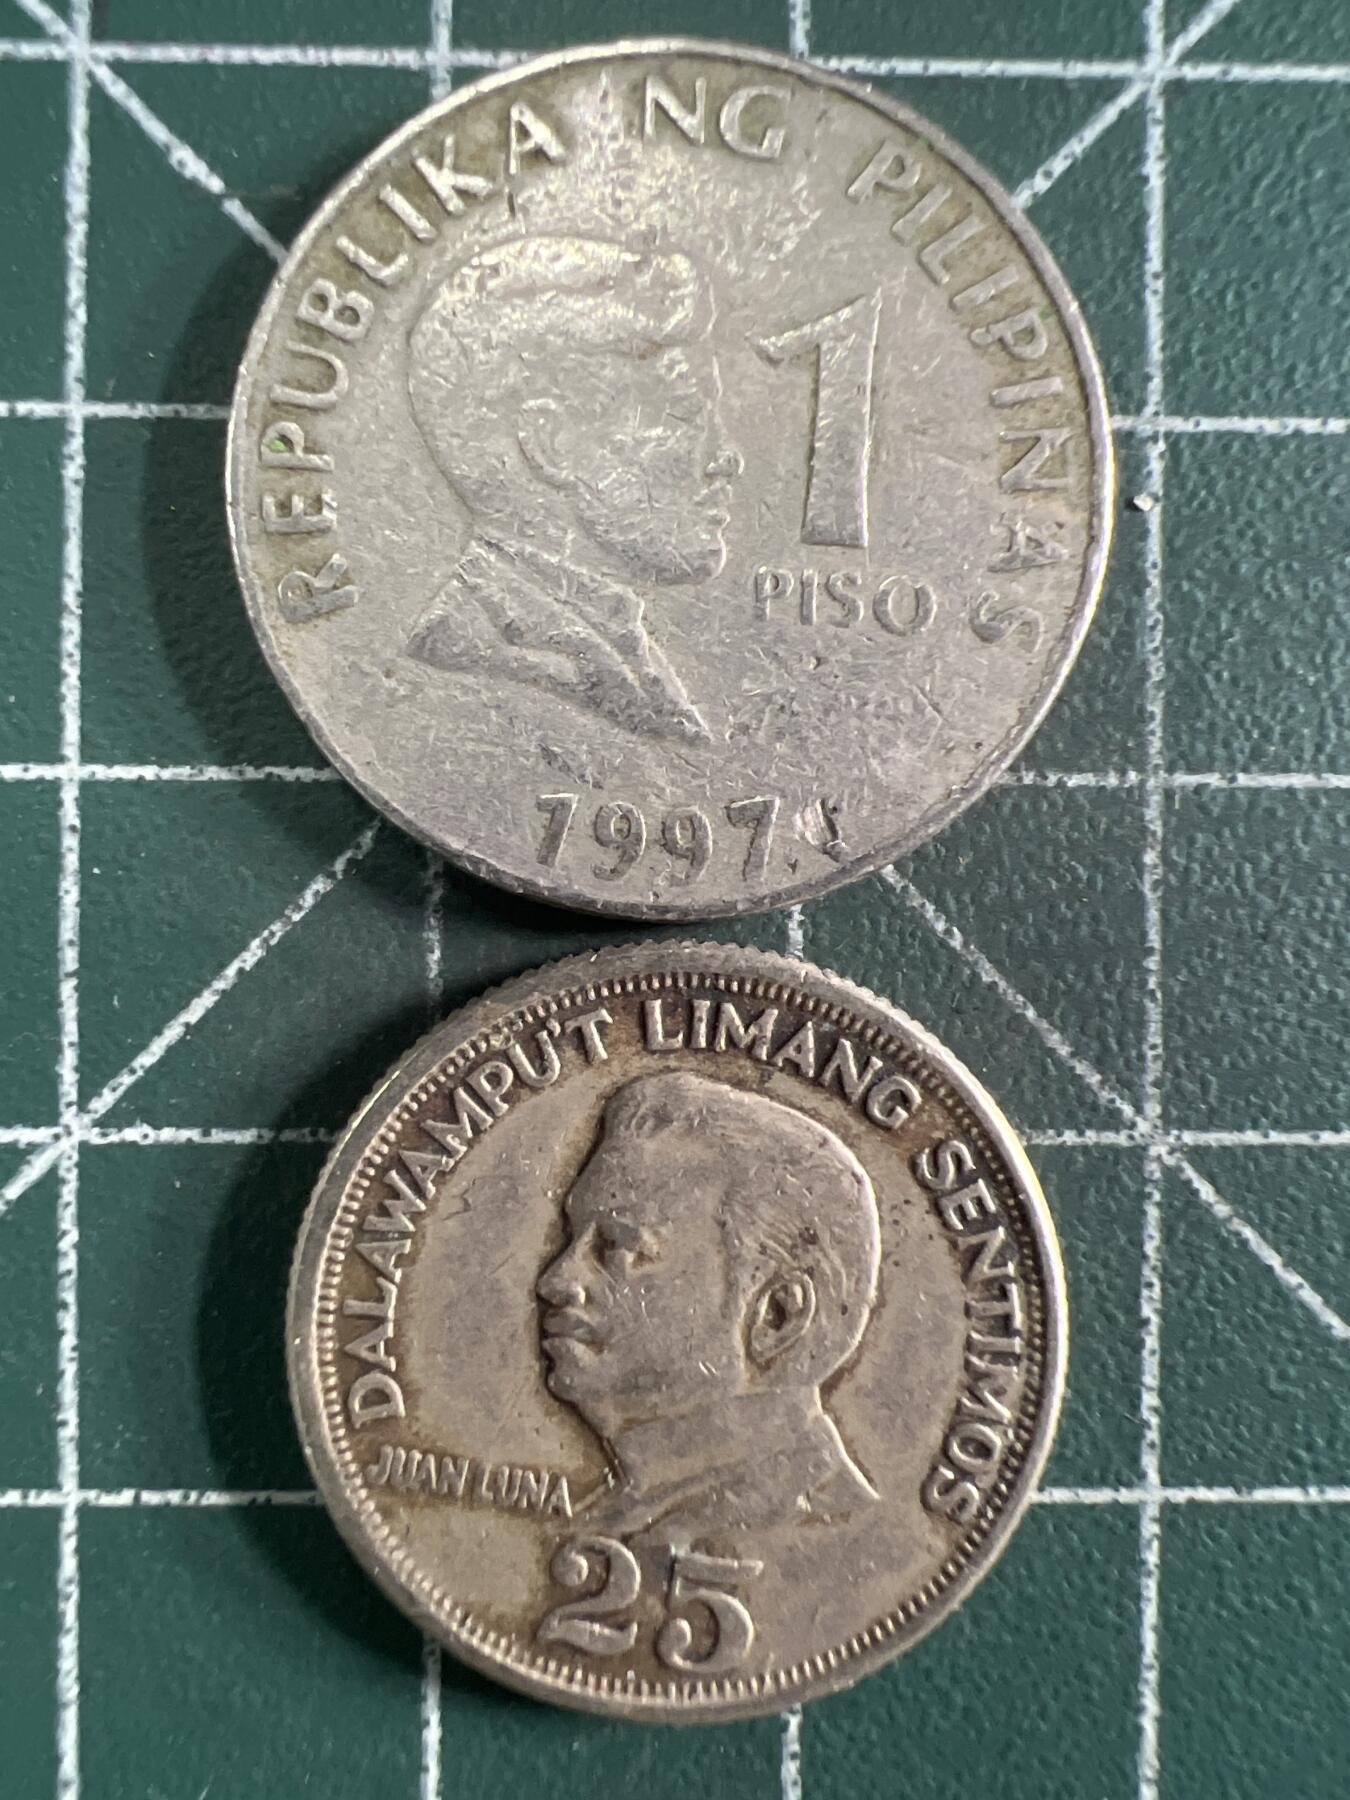 REPUBLIKA NG PILIPINAS
1
PISO
1997
DALAWAMPU'T LIMANG SENTIMOS
JUAN LUNA
25